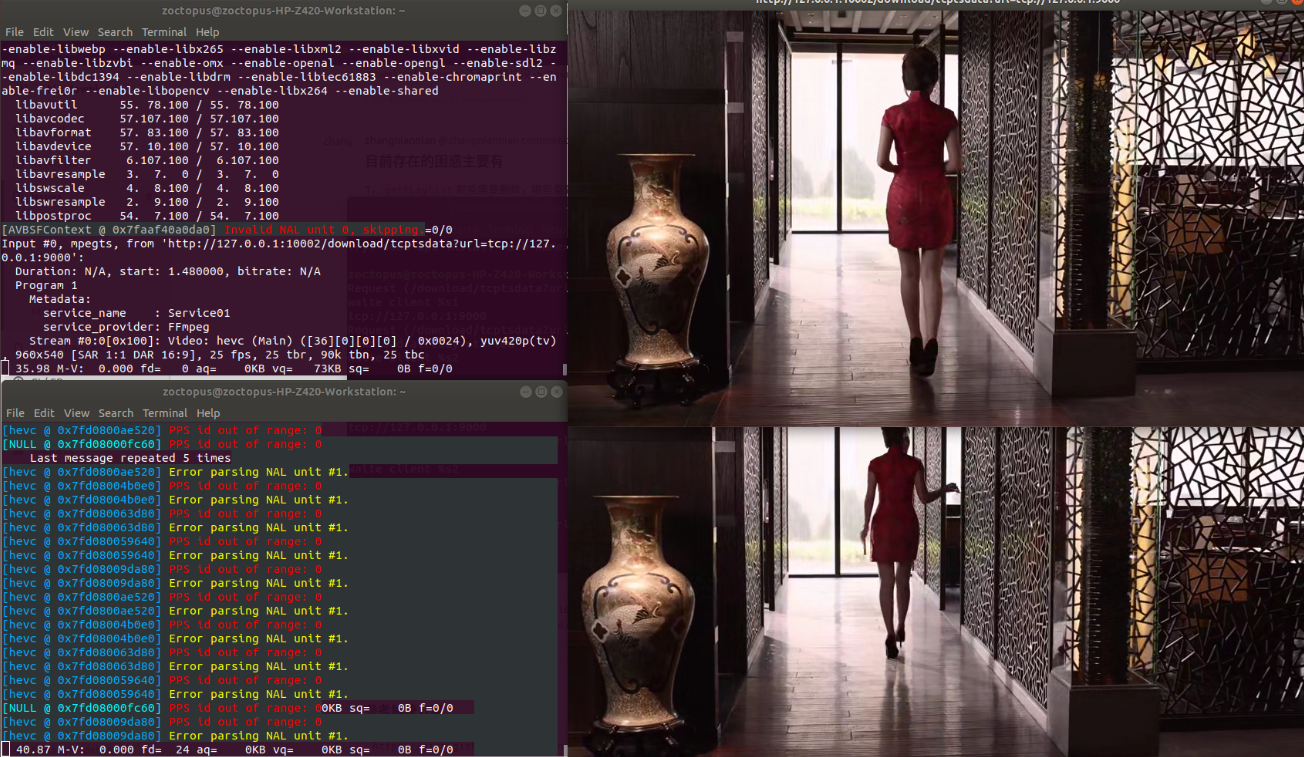 zoctopus@zoctopus-HP-Z420-Workstation: ~
File Edit View Search Terminal Help
-enable-libwebp --enable-libx265 --enable-libxml2 --enable-libxvid --enable-libz
mq --enable-libzvbi --enable-omx --enable-openal --enable-opengl --enable-sdl2 -
-enable-libdc1394 --enable-libdrm --enable-libiec61883 --enable-chromaprint --en
able-frei0r --enable-libopencv --enable-libx264 --enable-shared
libavutil 55. 78.100 / 55. 78.100
libavcodec 57.107.100 / 57.107.100
libavformat 57. 83.100 / 57. 83.100
libavdevice 57. 10.100 / 57. 10.100
libavfilter 6.107.100 / 6.107.100
libavresample 3. 7. 0 / 3. 7. 0
libswscale 4. 8.100 / 4. 8.100
libswresample 2. 9.100 / 2. 9.100
libpostproc 54. 7.100 / 54. 7.100
[AVBSFContext @ 0x7faaf40a0da0] Invalid NAL unit 0, skipping.=0/0
Input #0, mpegts, from 'http://127.0.0.1:10002/download/tcptsdata?url=tcp://127.
0.0.1:9000':
Duration: N/A, start: 1.480000, bitrate: N/A
Program 1
Metadata:
service_name : Service01
service_provider: FFmpeg
Stream #0:0[0x100]: Video: hevc (Main) ([36][0][0][0] / 0x0024), yuv420p(tv)
, 960x540 [SAR 1:1 DAR 16:9], 25 fps, 25 tbr, 90k tbn, 25 tbc
35.98 M-V: 0.000 fd= 0 aq= 0KB vq= 73KB sq= 0B f=0/0
目前存在的困惑主要有
zoctopus@zoctopus-HP-Z420-Workstation: ~
File Edit View Search Terminal Help
[hevc @ 0x7fd0800ae520] PPS id out of range: 0
[NULL @ 0x7fd08000fc60] PPS id out of range: 0
Last message repeated 5 times
[hevc @ 0x7fd0800ae520] Error parsing NAL unit #1.
[hevc @ 0x7fd08004b0e0] PPS id out of range: 0
[hevc @ 0x7fd08004b0e0] Error parsing NAL unit #1.
[hevc @ 0x7fd080063d80] PPS id out of range: 0
[hevc @ 0x7fd080063d80] Error parsing NAL unit #1.
[hevc @ 0x7fd080059640] PPS id out of range: 0
[hevc @ 0x7fd080059640] Error parsing NAL unit #1.
[hevc @ 0x7fd08009da80] PPS id out of range: 0
[hevc @ 0x7fd08009da80] Error parsing NAL unit #1.
[hevc @ 0x7fd0800ae520] PPS id out of range: 0
[hevc @ 0x7fd0800ae520] Error parsing NAL unit #1.
[hevc @ 0x7fd08004b0e0] PPS id out of range: 0
[hevc @ 0x7fd08004b0e0] Error parsing NAL unit #1.
[hevc @ 0x7fd080063d80] PPS id out of range: 0
[hevc @ 0x7fd080063d80] Error parsing NAL unit #1.
[hevc @ 0x7fd080059640] PPS id out of range: 0
[hevc @ 0x7fd080059640] Error parsing NAL unit #1.
[NULL @ 0x7fd08000fc60] PPS id out of range: 00KB sq= 0B f=0/0
[hevc @ 0x7fd08009da80] PPS id out of range: 0
[hevc @ 0x7fd08009da80] Error parsing NAL unit #1.
40.87 M-V: 0.000 fd= 24 aq= 0KB vq= 0KB sq= 0B f=0/0
http://127.0.0.1:10002/download/tcptsdata?url=tcp://127.0.0.1:9000